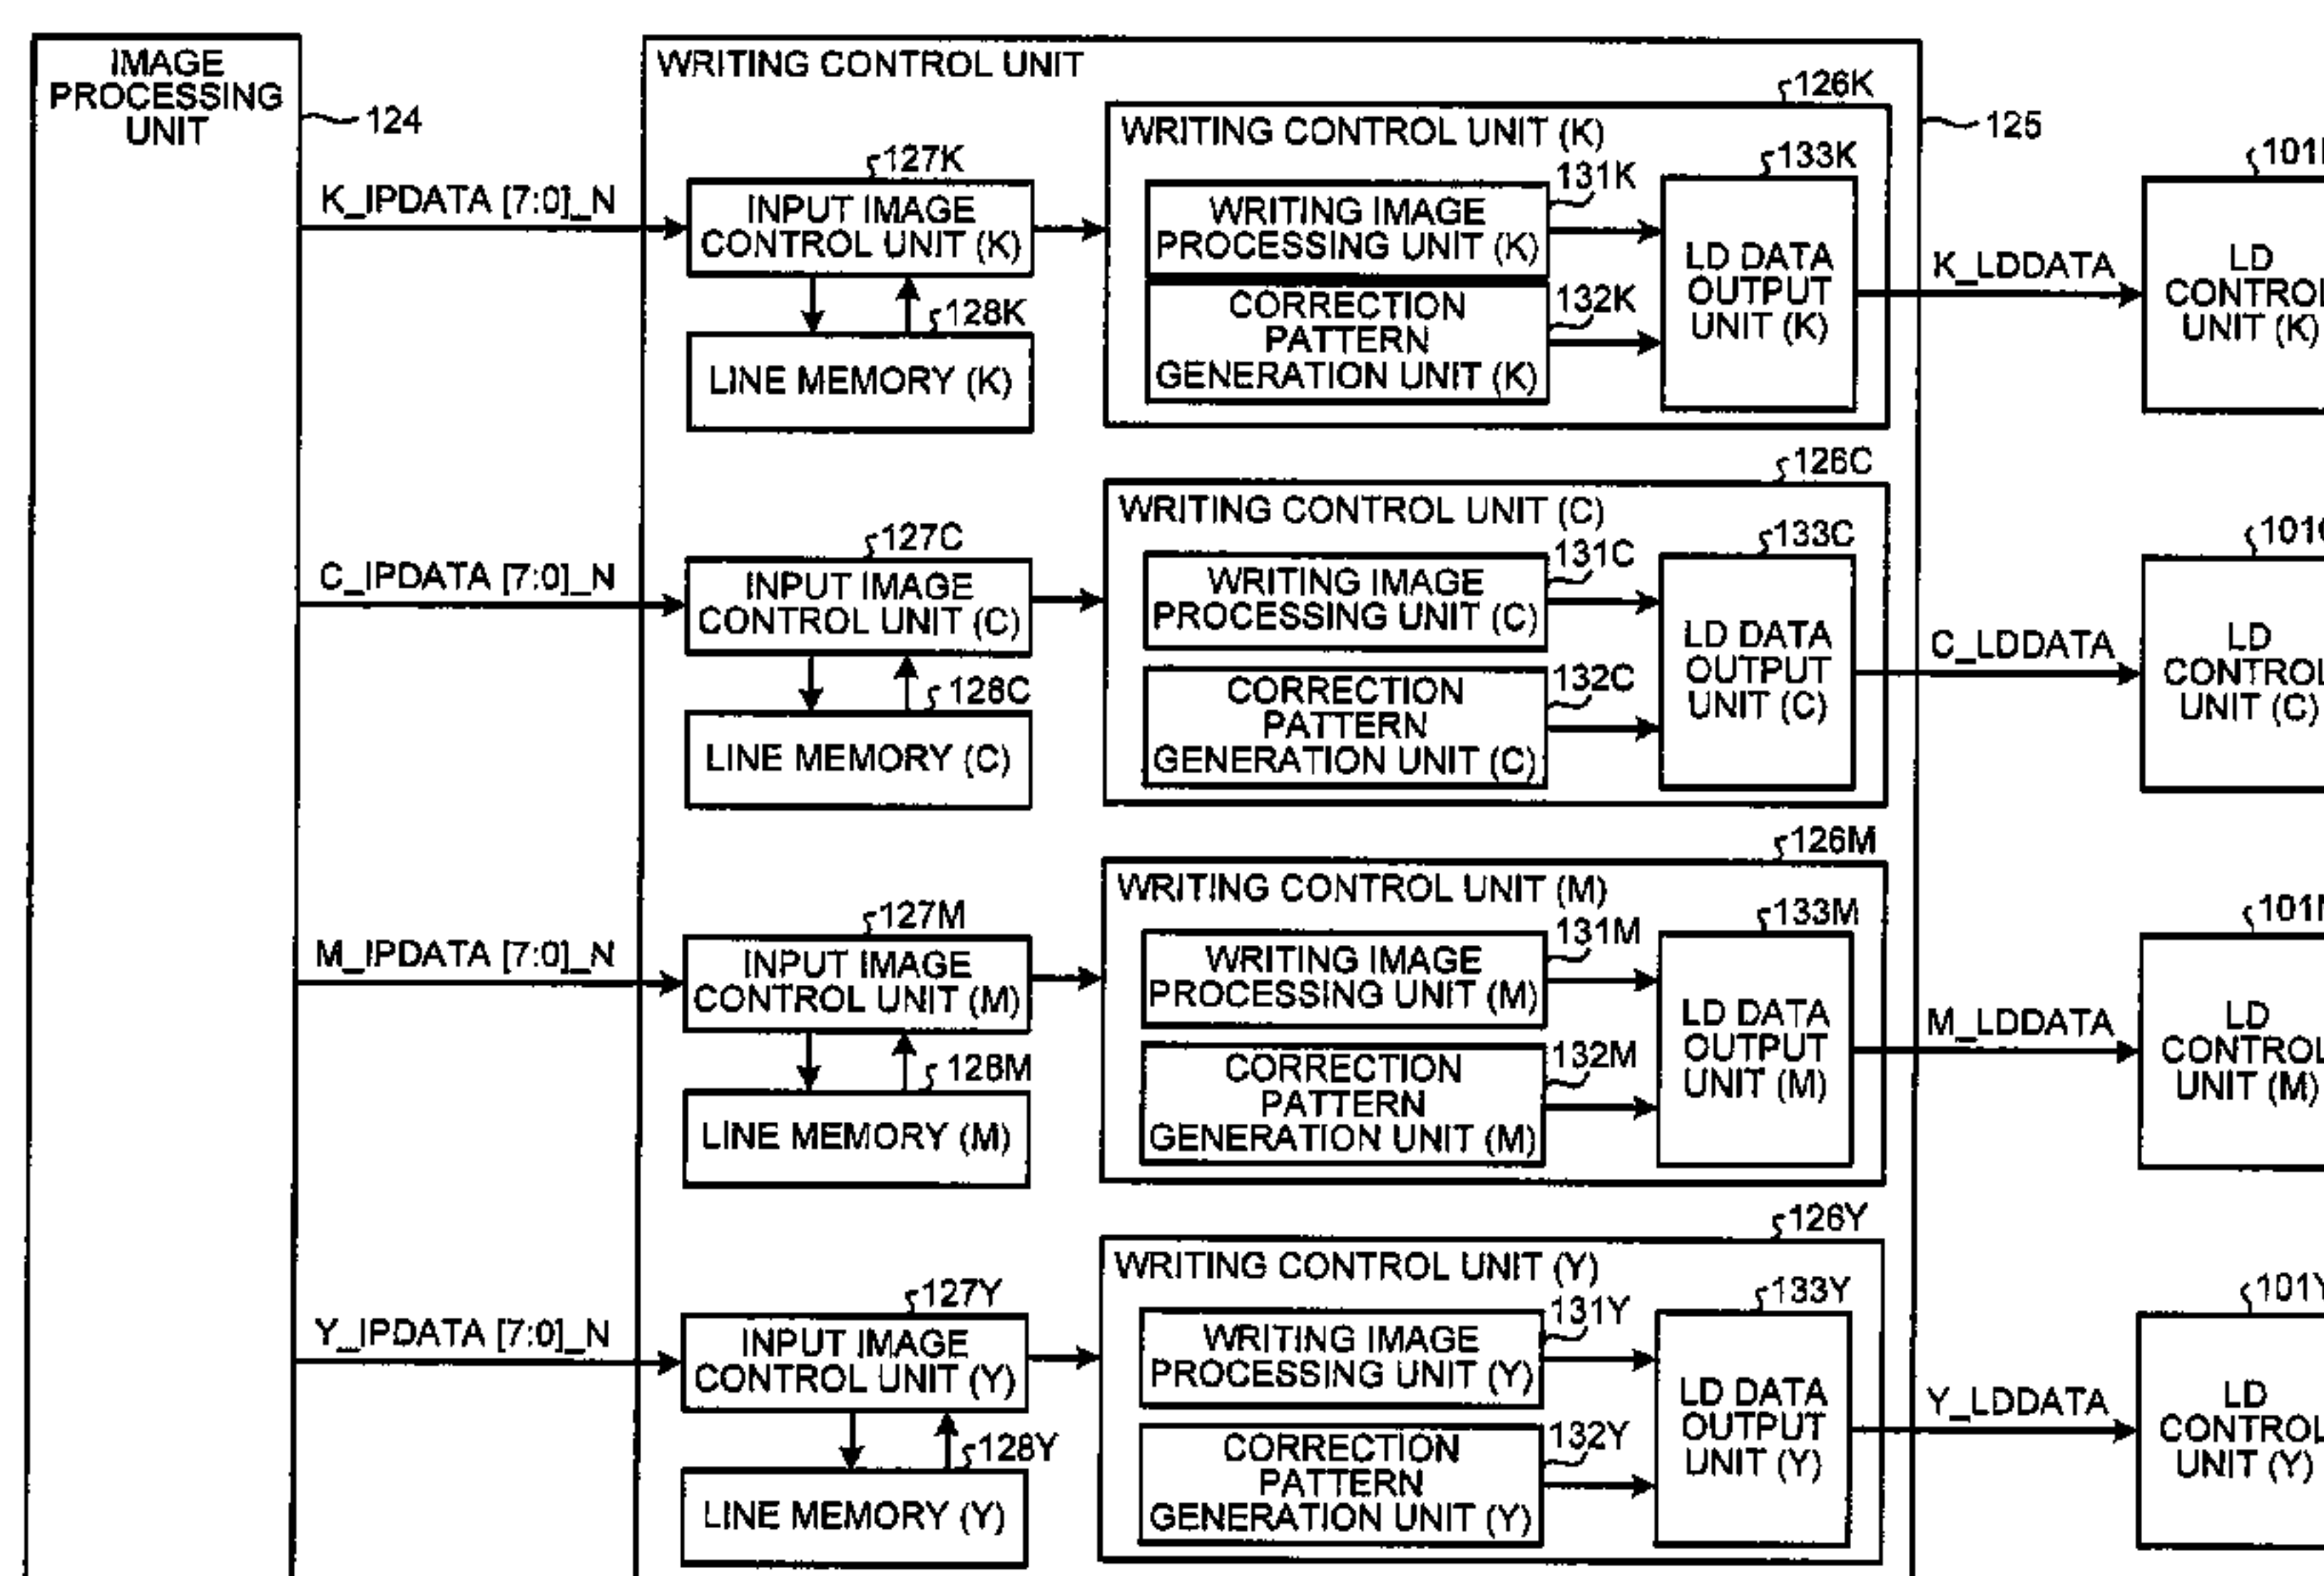 IMAGE
PROCESSING
UNIT
124
WRITING CONTROL UNIT
125
K_IPDATA [7:0]_N
127K
INPUT IMAGE
CONTROL UNIT (K)
128K
LINE MEMORY (K)
126K
WRITING CONTROL UNIT (K)
131K
WRITING IMAGE
PROCESSING UNIT (K)
132K
CORRECTION
PATTERN
GENERATION UNIT (K)
133K
LD DATA
OUTPUT
UNIT (K)
K_LDDATA
LD
UNIT (K)
C_IPDATA [7:0]_N
127C
INPUT IMAGE
CONTROL UNIT (C)
128C
LINE MEMORY (C)
126C
WRITING CONTROL UNIT (C)
131C
WRITING IMAGE
PROCESSING UNIT (C)
132C
CORRECTION
PATTERN
GENERATION UNIT (C)
133C
LD DATA
OUTPUT
UNIT (C)
C_LDDATA
LD
CONTROL
UNIT (C)
M_IPDATA [7:0]_N
127M
INPUT IMAGE
CONTROL UNIT (M)
128M
LINE MEMORY (M)
126M
WRITING CONTROL UNIT (M)
131M
WRITING IMAGE
PROCESSING UNIT (M)
132M
CORRECTION
PATTERN
GENERATION UNIT (M)
133M
LD DATA
OUTPUT
UNIT (M)
M_LDDATA
LD
CONTROL
UNIT (M)
Y_IPDATA [7:0]_N
127Y
INPUT IMAGE
CONTROL UNIT (Y)
128Y
LINE MEMORY (Y)
126Y
WRITING CONTROL UNIT (Y)
131Y
WRITING IMAGE
PROCESSING UNIT (Y)
132Y
CORRECTION
PATTERN
GENERATION UNIT (Y)
133Y
LD DATA
OUTPUT
UNIT (Y)
Y_LDDATA
101Y
LD
CONTROL
UNIT (Y)